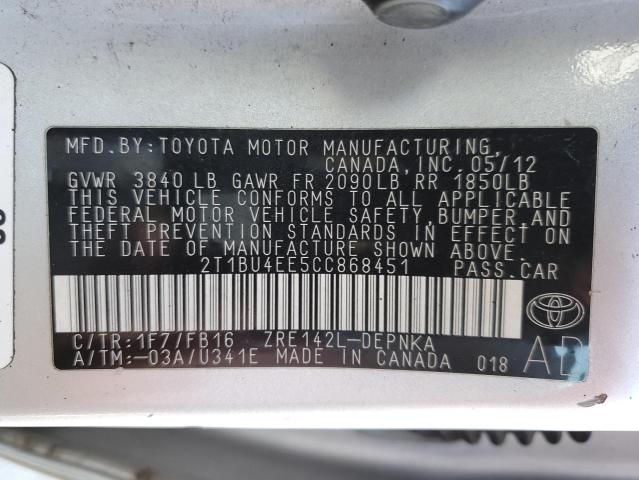 MFD. BY: TOYOTA MOTOR MANUFACTURING,
CANADA, INC. 05/12
GVWR 3840 LB GAWR FR 2090LB RR 1850LB
THIS VEHICLE CONFORMS TO ALL APPLICABLE
FEDERAL MOTOR VEHICLE SAFETY, BUMPER AND
THEFT PREVENTION STANDARDS IN EFFECT ON
THE DATE OF MANUFACTURE SHOWN ABOVE.
2T1BU4EE5CC868451 PASS. CAR
C/TR: 1F7/FB16 ZRE142L-DEPNKA
A/TM:-03A/U341E MADE IN CANADA 018 AD